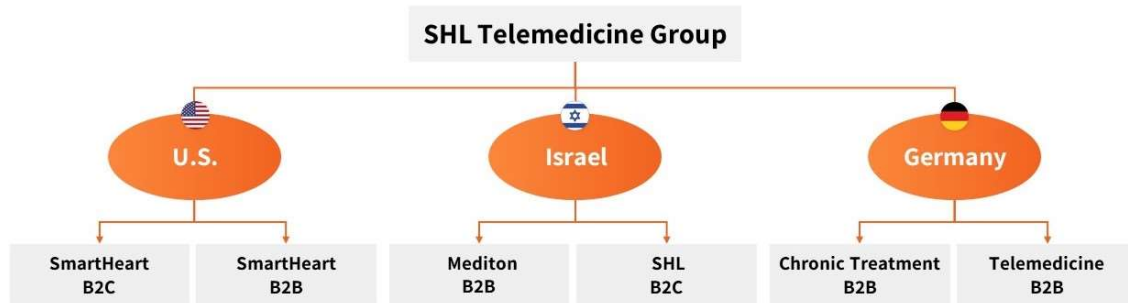 SHL Telemedicine Group
U.S.
Israel
Germany
SmartHeart
B2C
SmartHeart
B2B
Mediton
B2B
SHL
B2C
Chronic Treatment
B2B
Telemedicine
B2B